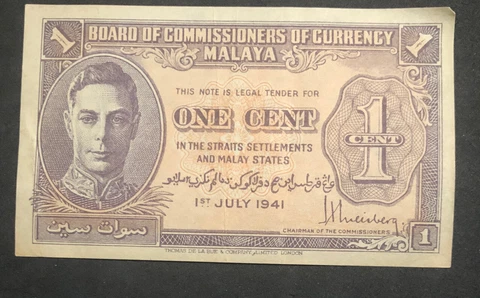 1 BOARD OF COMMISSIONERS OF CURRENCY 1
MALAYA
THIS NOTE IS LEGAL TENDER FOR
ONE CENT
1
CENT
IN THE STRAITS SETTLEMENTS
AND MALAY STATES
1ST JULY 1941
CHAIRMAN OF THE COMMISSIONERS
سوات سين
1
THOMAS DE LA RUE & COMPANY, LIMITED, LONDON